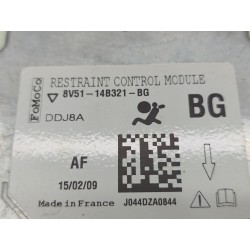 FoMoCo
RESTRAINT CONTROL MODULE
8V51-14B321-BG
DDJ8A
BG
AF
15/02/09
Made in France
J044DZA0844